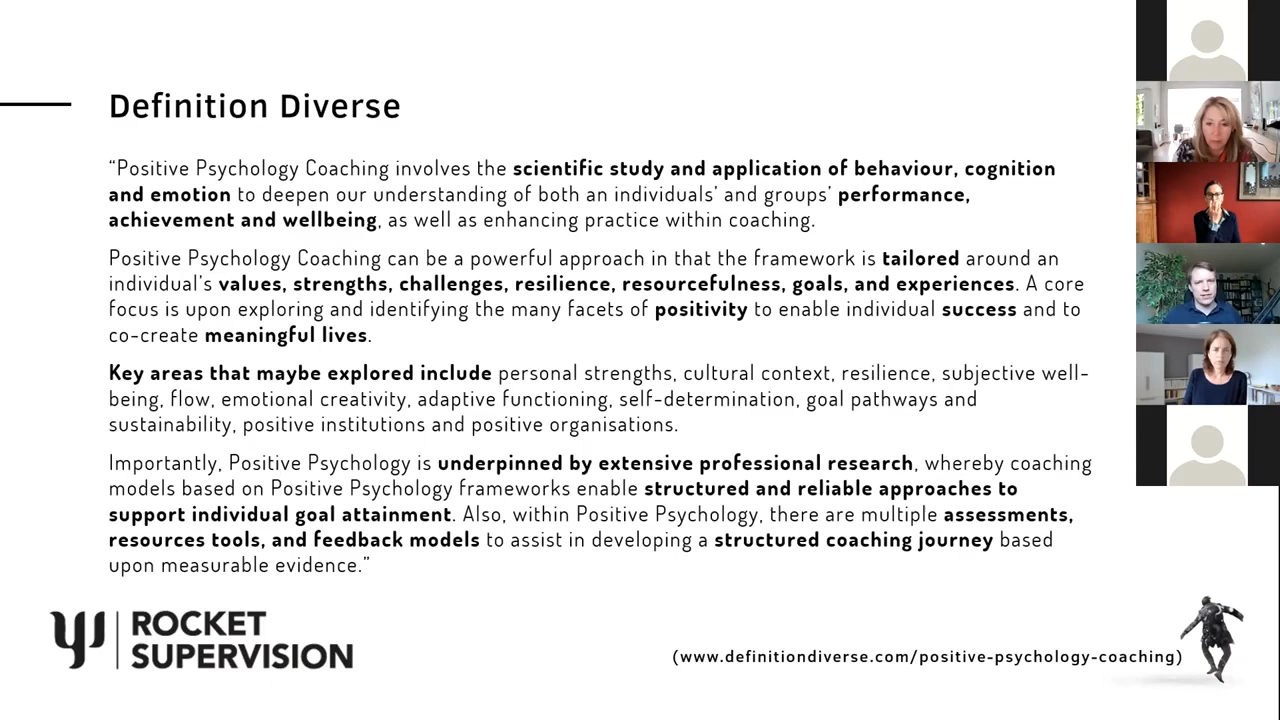 Definition Diverse
“Positive Psychology Coaching involves the scientific study and application of behaviour, cognition
and emotion to deepen our understanding of both an individuals’ and groups’ performance,
achievement and wellbeing, as well as enhancing practice within coaching.
Positive Psychology Coaching can be a powerful approach in that the framework is tailored around an
individual’s values, strengths, challenges, resilience, resourcefulness, goals, and experiences. A core
focus is upon exploring and identifying the many facets of positivity to enable individual success and to
co-create meaningful lives.
Key areas that maybe explored include personal strengths, cultural context, resilience, subjective well-
being, flow, emotional creativity, adaptive functioning, self-determination, goal pathways and
sustainability, positive institutions and positive organisations.
Importantly, Positive Psychology is underpinned by extensive professional research, whereby coaching
models based on Positive Psychology frameworks enable structured and reliable approaches to
support individual goal attainment. Also, within Positive Psychology, there are multiple assessments,
resources tools, and feedback models to assist in developing a structured coaching journey based
upon measurable evidence.”
ROCKET
SUPERVISION
(www.definitiondiverse.com/positive-psychology-coaching)